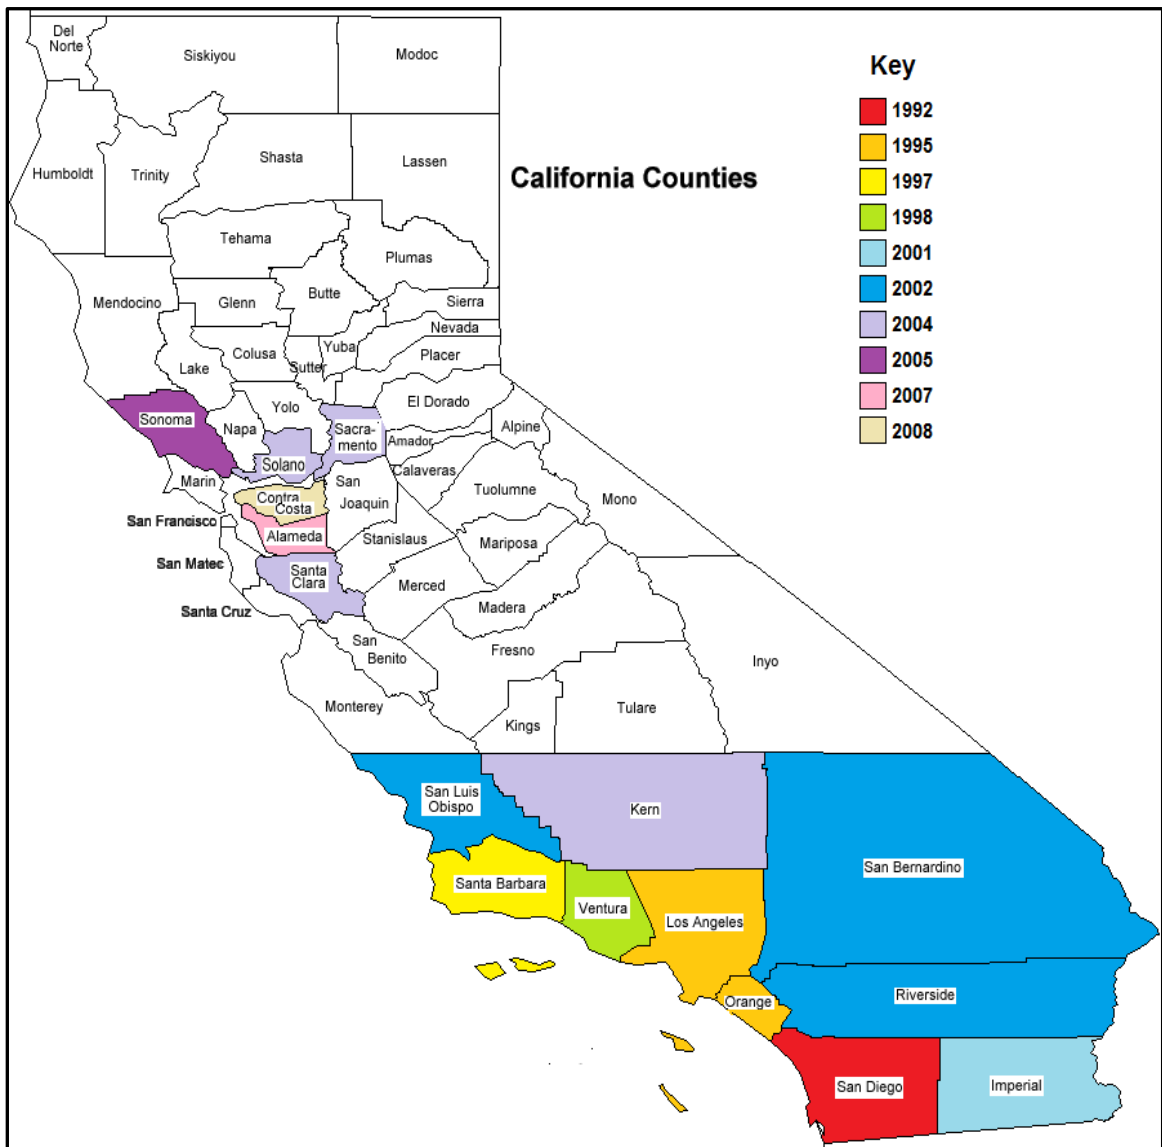 Del
Norte
Siskiyou
Modoc
Key
1992
1995
1997
1998
2001
2002
2004
2005
2007
2008
California Counties
Humboldt
Trinity
Shasta
Lassen
Tehama
Plumas
Mendocino
Glenn
Butte
Sierra
Nevada
Lake
Colusa
Sutter
Yuba
Placer
Sonoma
Napa
Yolo
El Dorado
Sacra-
mento
Amador
Alpine
Solano
Marin
Calaveras
Contra
Costa
San
Joaquin
Tuolumne
Mono
San Francisco
Alameda
Stanislaus
Mariposa
San Matec
Santa
Clara
Merced
Santa Cruz
Madera
San
Benito
Fresno
Inyo
Monterey
Kings
Tulare
San Luis
Obispo
Kern
San Bernardino
Santa Barbara
Ventura
Los Angeles
Orange
Riverside
San Diego
Imperial